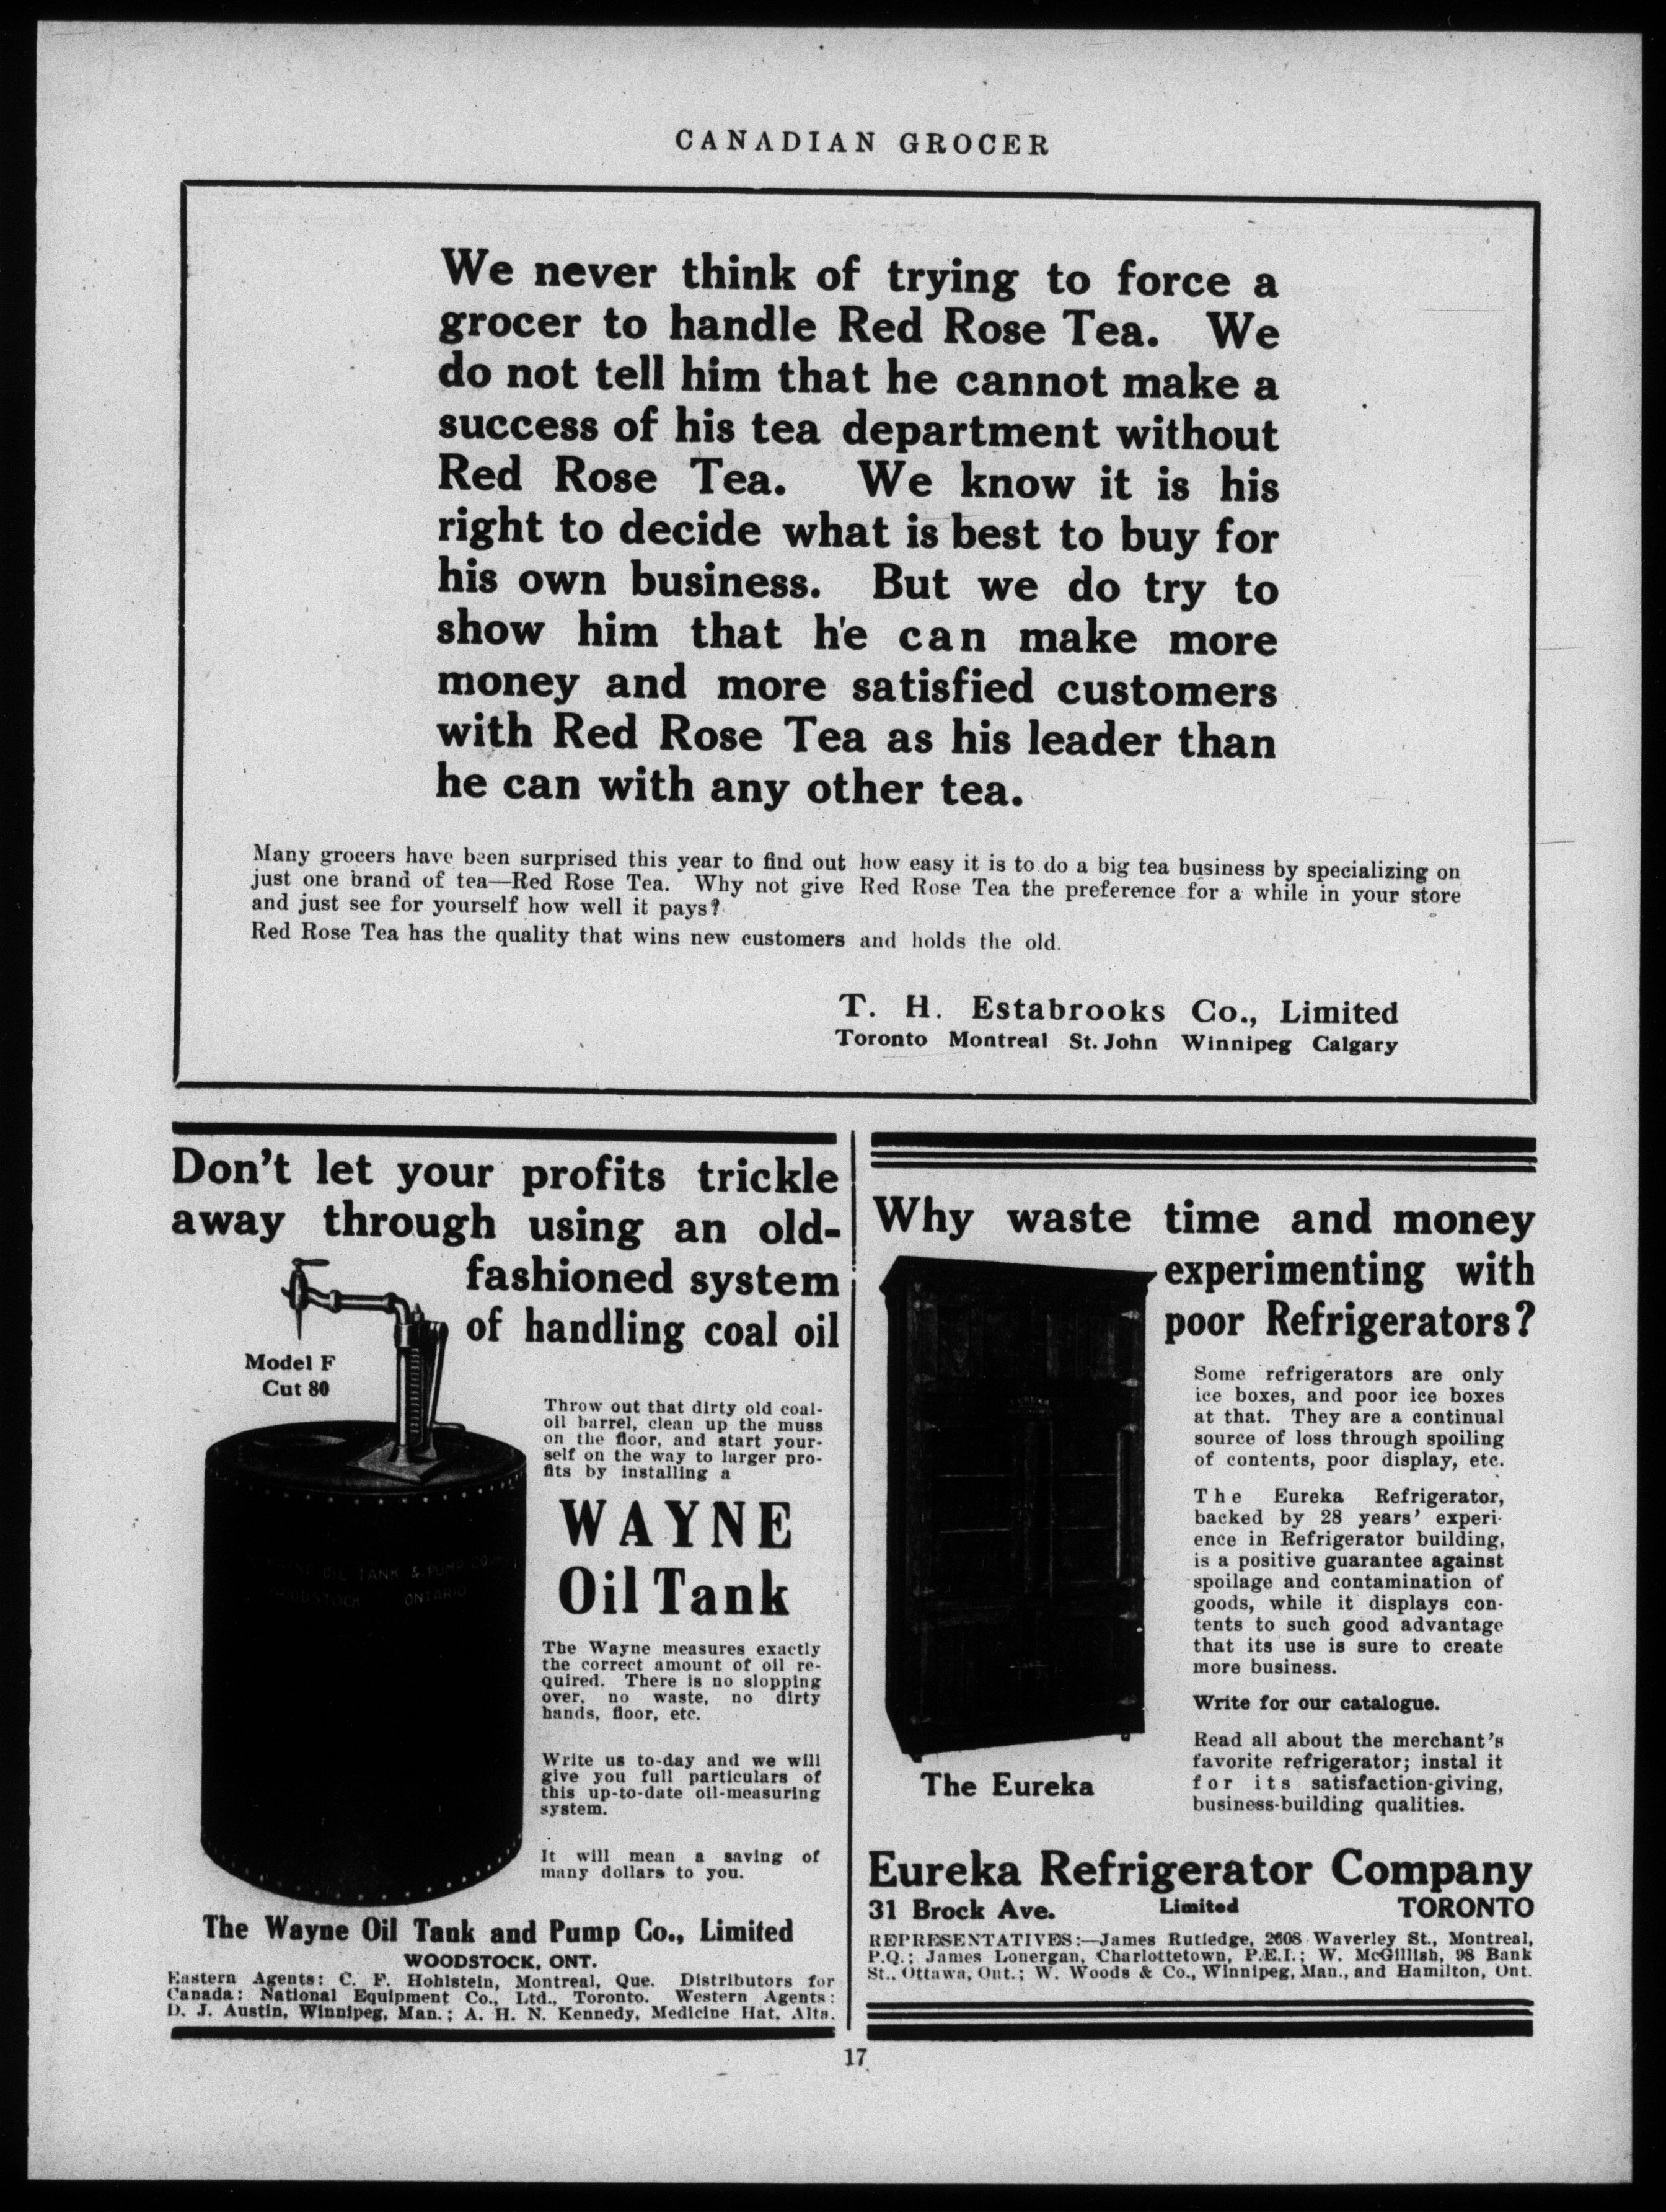 CANADIAN GROCER
We never think of trying to force a
grocer to handle Red Rose Tea. We
do not tell him that he cannot make a
success of his tea department without
Red Rose Tea. We know it is his
right to decide what is best to buy for
his own business. But we do try to
show him that he can make more
money and more satisfied customers
with Red Rose Tea as his leader than
he can with any other tea.
Many grocers have been surprised this year to find out how easy it is to do a big tea business by specializing on
just one brand of tea—Red Rose Tea. Why not give Red Rose Tea the preference for a while in your store
and just see for yourself how well it pays?
Red Rose Tea has the quality that wins new customers and holds the old.
T. H. Estabrooks Co., Limited
Toronto Montreal St. John Winnipeg Calgary
Don't let your profits trickle
away through using an old-
fashioned system
of handling coal oil
Model F
Cut 80
Throw out that dirty old coal-
oil barrel, clean up the muss
on the floor, and start your-
self on the way to larger pro-
fits by installing a
WAYNE
Oil Tank
OIL TANK & PUMP CO
WOODSTOCK ONTARIO
The Wayne measures exactly
the correct amount of oil re-
quired. There is no slopping
over, no waste, no dirty
hands, floor, etc.
Write us to-day and we will
give you full particulars of
this up-to-date oil-measuring
system.
It will mean a saving of
many dollars to you.
The Wayne Oil Tank and Pump Co., Limited
WOODSTOCK, ONT.
Eastern Agents: C. F. Hohlstein, Montreal, Que. Distributors for
Canada: National Equipment Co., Ltd., Toronto. Western Agents:
D. J. Austin, Winnipeg, Man.; A. H. N. Kennedy, Medicine Hat, Alta.
Why waste time and money
experimenting with
poor Refrigerators?
Some refrigerators are only
ice boxes, and poor ice boxes
at that. They are a continual
source of loss through spoiling
of contents, poor display, etc.
The Eureka Refrigerator,
backed by 28 years' experi-
ence in Refrigerator building,
is a positive guarantee against
spoilage and contamination of
goods, while it displays con-
tents to such good advantage
that its use is sure to create
more business.
Write for our catalogue.
Read all about the merchant's
favorite refrigerator; instal it
for its satisfaction-giving,
business-building qualities.
The Eureka
Eureka Refrigerator Company
31 Brock Ave. Limited TORONTO
REPRESENTATIVES:—James Rutledge, 2608 Waverley St., Montreal,
P.Q.; James Lonergan, Charlottetown, P.E.I.; W. McGillish, 98 Bank
St., Ottawa, Ont.; W. Woods & Co., Winnipeg, Man., and Hamilton, Ont.
17